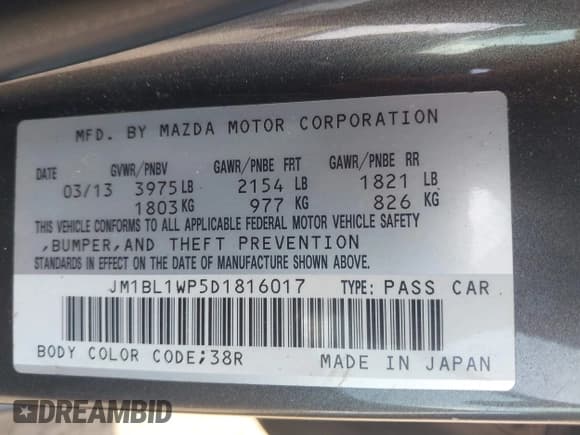 MFD. BY MAZDA MOTOR CORPORATION
DATE GVWR/PNBV GAWR/PNBE FRT GAWR/PNBE RR
03/13 3975 LB 2154 LB 1821 LB
1803 KG 977 KG 826 KG
THIS VEHICLE CONFORMS TO ALL APPLICABLE FEDERAL MOTOR VEHICLE SAFETY
,BUMPER,AND THEFT PREVENTION
STANDARDS IN EFFECT ON THE DATE OF MANUFACTURE SHOWN ABOVE.
JM1BL1WP5D1816017 TYPE: PASS CAR
BODY COLOR CODE;38R MADE IN JAPAN
DREAMBID